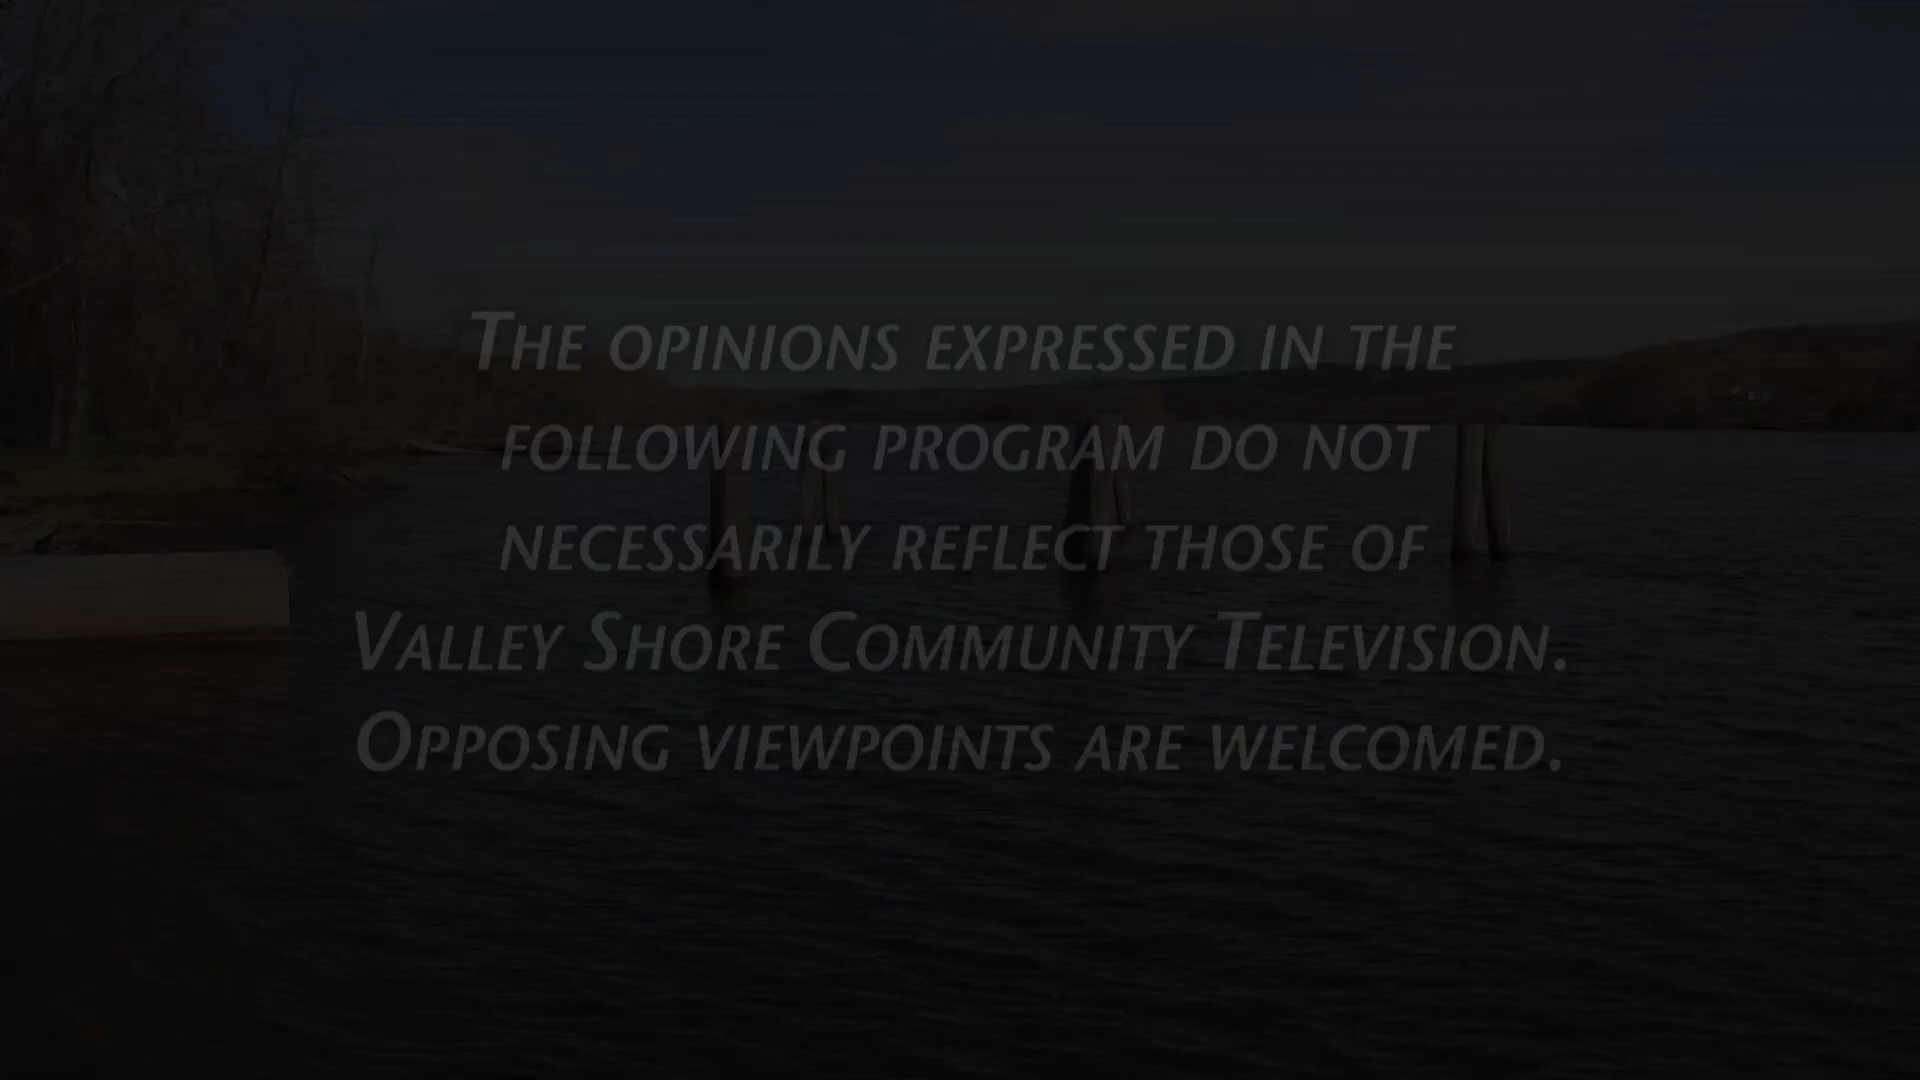 The opinions expressed in the
following program do not
necessarily reflect those of
Valley Shore Community Television.
Opposing viewpoints are welcomed.